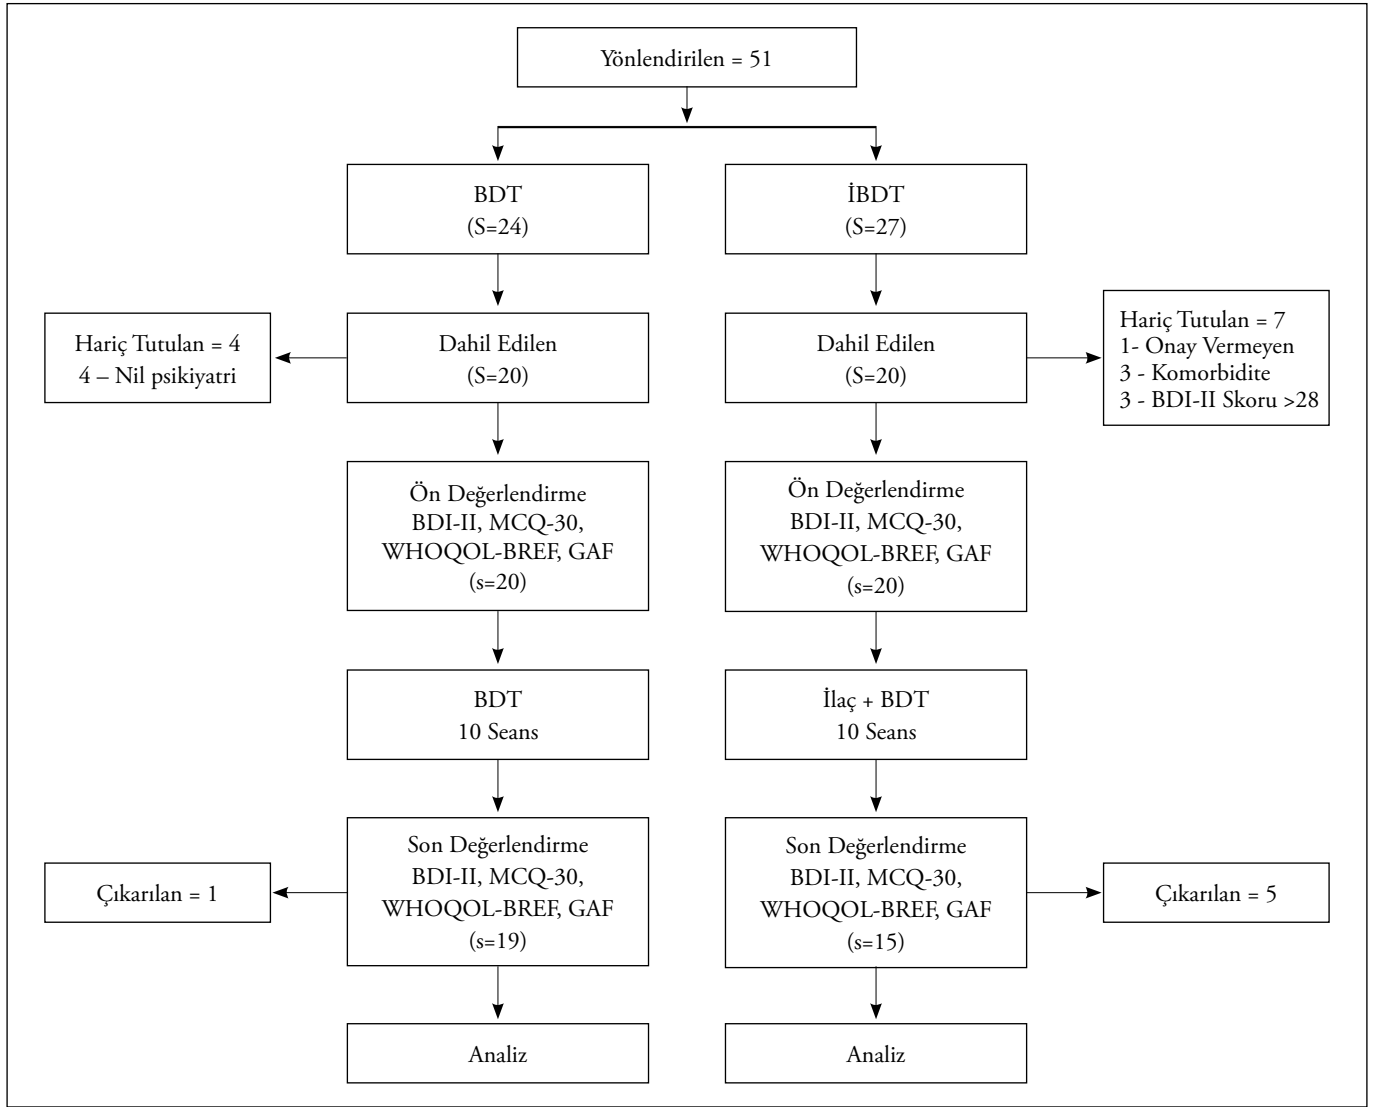 Yönlendirilen = 51
BDT
(S=24)
İBDT
(S=27)
Hariç Tutulan = 4
4 – Nil psikiyatri
Dahil Edilen
(S=20)
Dahil Edilen
(S=20)
Hariç Tutulan = 7
1- Onay Vermeyen
3 - Komorbidite
3 - BDI-II Skoru >28
Ön Değerlendirme
BDI-II, MCQ-30,
WHOQOL-BREF, GAF
(s=20)
Ön Değerlendirme
BDI-II, MCQ-30,
WHOQOL-BREF, GAF
(s=20)
BDT
10 Seans
İlaç + BDT
10 Seans
Çıkarılan = 1
Son Değerlendirme
BDI-II, MCQ-30,
WHOQOL-BREF, GAF
(s=19)
Son Değerlendirme
BDI-II, MCQ-30,
WHOQOL-BREF, GAF
(s=15)
Çıkarılan = 5
Analiz
Analiz